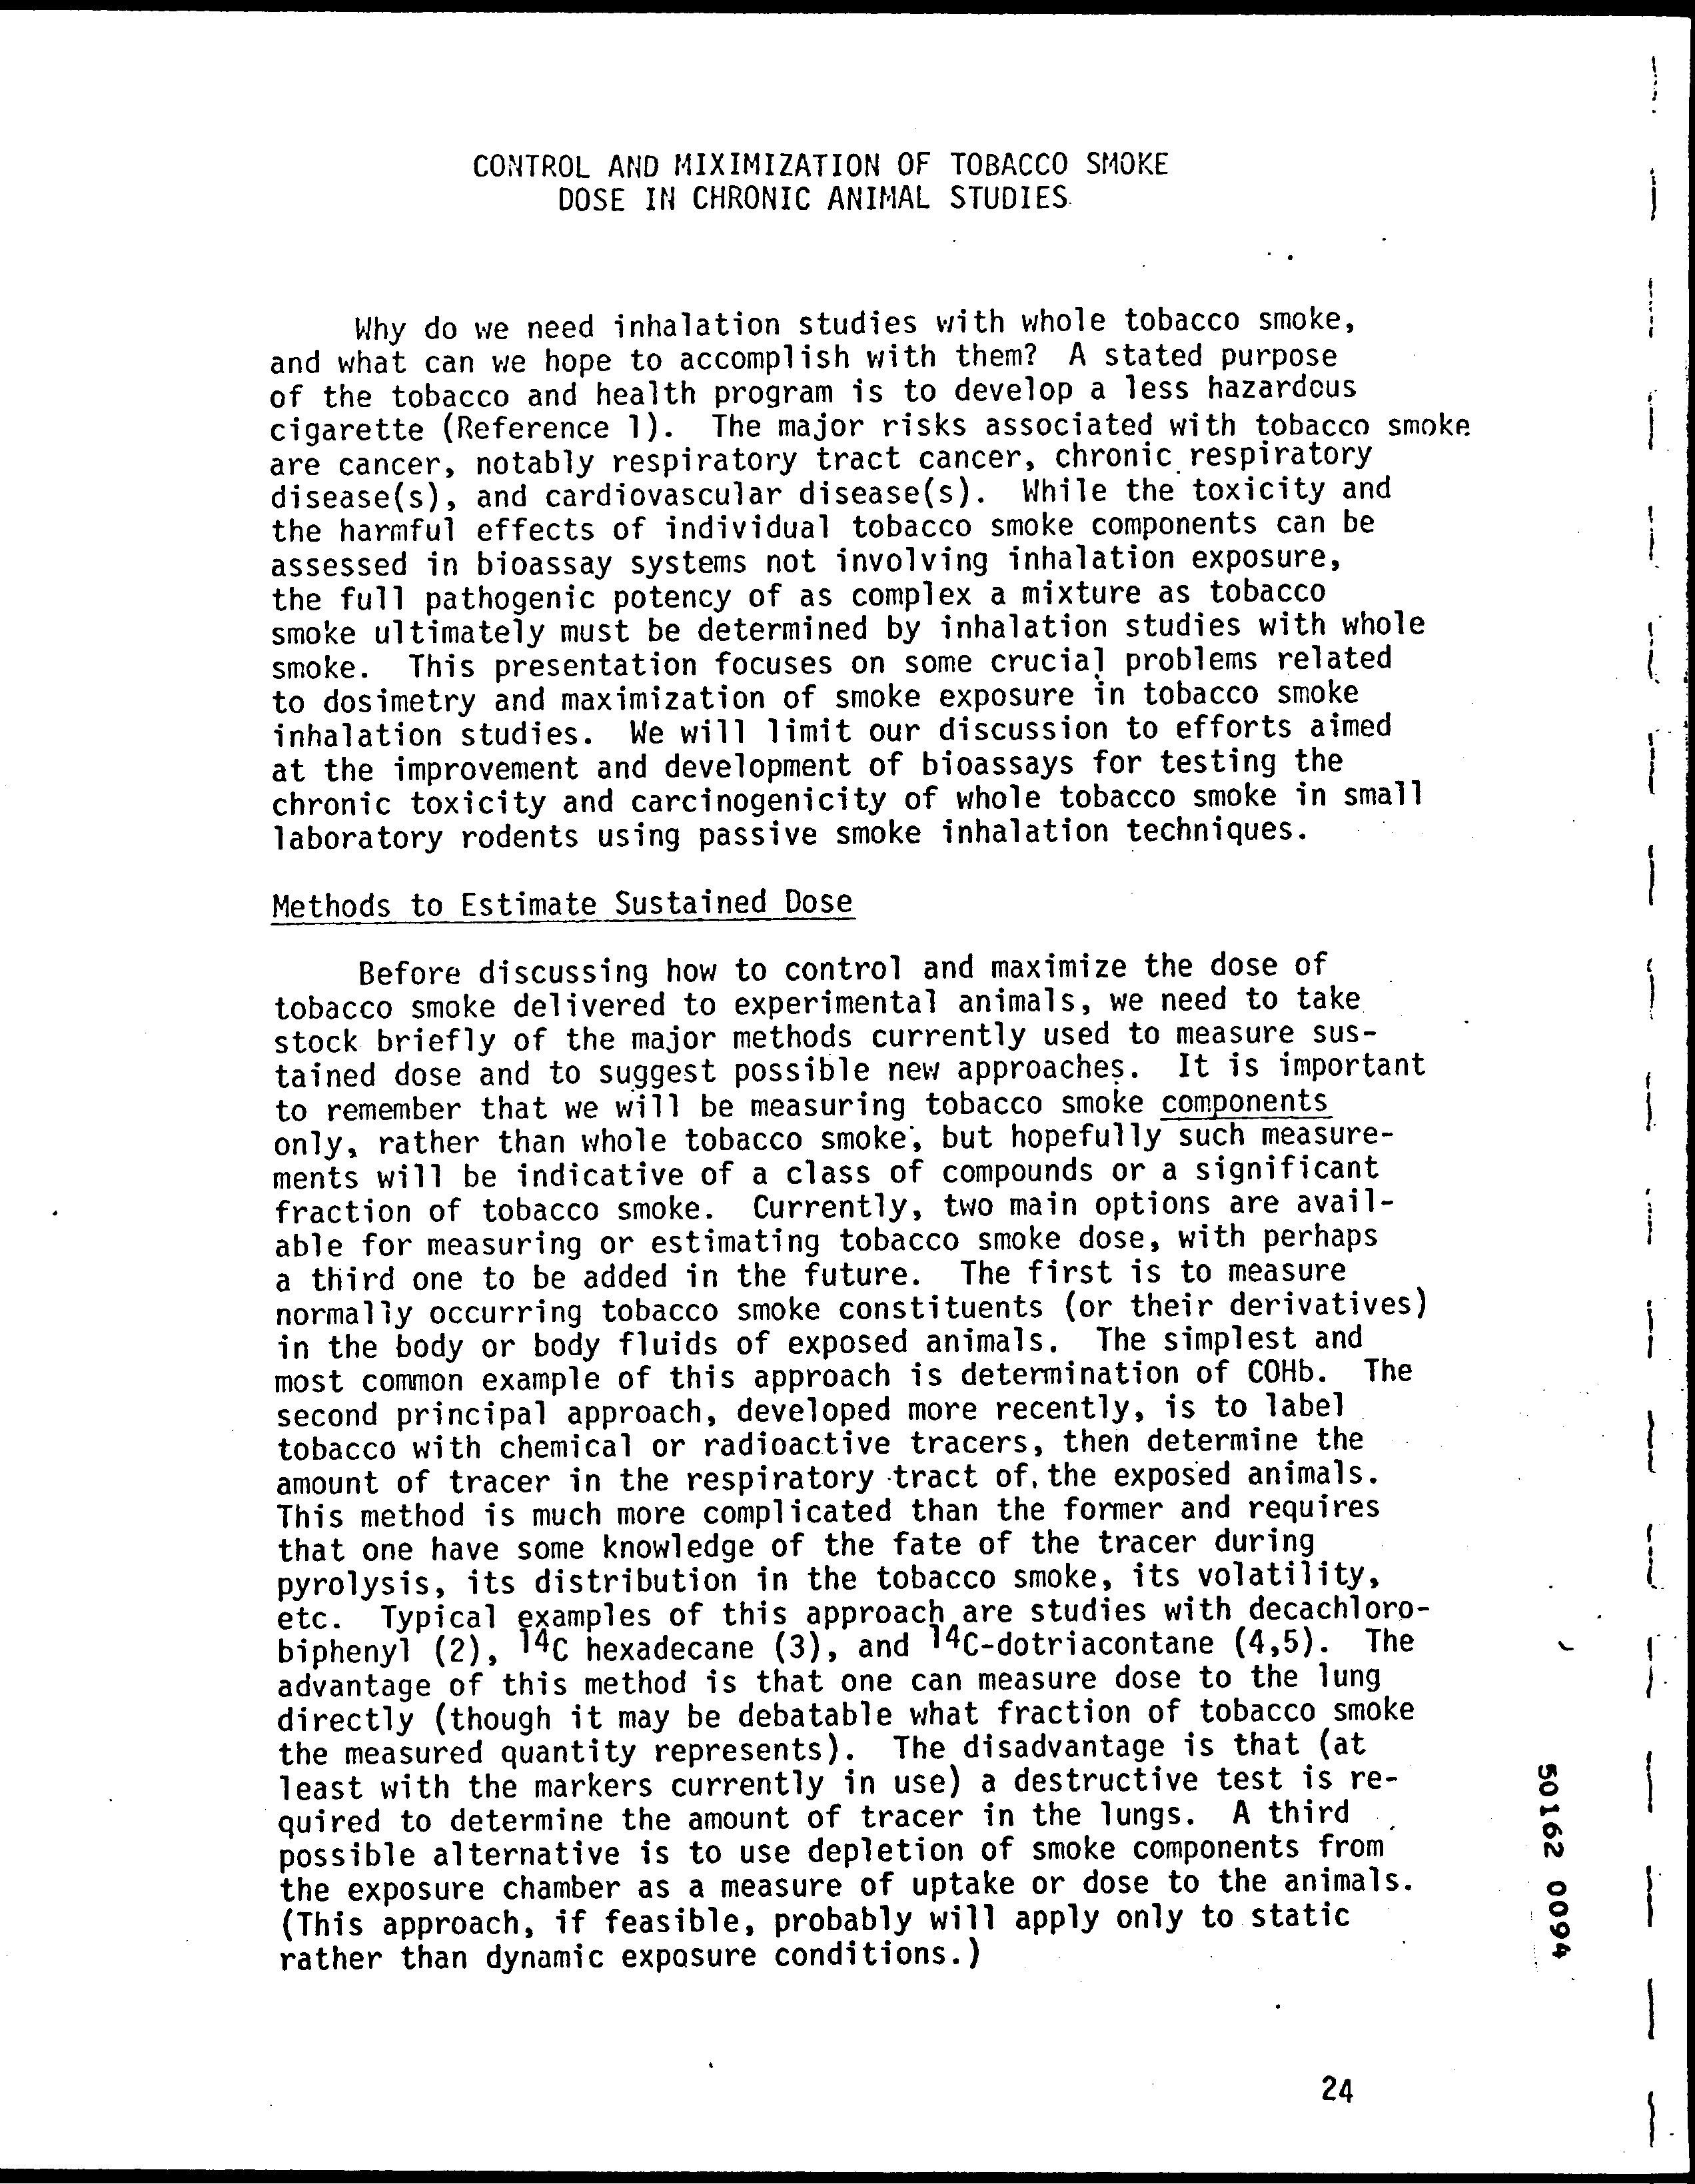 CONTROL AND MIXIMIZATION OF TOBACCO SMOKE
DOSE IN CHRONIC ANIMAL STUDIES
Why do we need inhalation studies with whole tobacco smoke,
and what can we hope to accomplish with them? A stated purpose
of the tobacco and health program is to develop a less hazardous
cigarette (Reference 1). The major risks associated with tobacco smoke
are cancer, notably respiratory tract cancer, chronic respiratory
disease(s), and cardiovascular disease(s). While the toxicity and
the harmful effects of individual tobacco smoke components can be
assessed in bioassay systems not involving inhalation exposure,
the full pathogenic potency of as complex a mixture as tobacco
smoke ultimately must be determined by inhalation studies with whole
smoke. This presentation focuses on some crucial problems related
to dosimetry and maximization of smoke exposure in tobacco smoke
inhalation studies. We will limit our discussion to efforts aimed
at the improvement and development of bioassays for testing the
chronic toxicity and carcinogenicity of whole tobacco smoke in small
laboratory rodents using passive smoke inhalation techniques.
Methods to Estimate Sustained Dose
Before discussing how to control and maximize the dose of
tobacco smoke delivered to experimental animals, we need to take
stock briefly of the major methods currently used to measure sus-
tained dose and to suggest possible new approaches. It is important
to remember that we will be measuring tobacco smoke components
only, rather than whole tobacco smoke, but hopefully such measure-
ments will be indicative of a class of compounds or a significant
fraction of tobacco smoke. Currently, two main options are avail-
able for measuring or estimating tobacco smoke dose, with perhaps
a third one to be added in the future. The first is to measure
normally occurring tobacco smoke constituents (or their derivatives)
in the body or body fluids of exposed animals. The simplest and
most common example of this approach is determination of COHb. The
second principal approach, developed more recently, is to label
tobacco with chemical or radioactive tracers, then determine the
amount of tracer in the respiratory tract of the exposed animals.
This method is much more complicated than the former and requires
that one have some knowledge of the fate of the tracer during
pyrolysis, its distribution in the tobacco smoke, its volatility,
etc. Typical examples of this approach are studies with decachloro-
biphenyl (2), 14C hexadecane (3), and 14C-dotriacontane (4,5). The
advantage of this method is that one can measure dose to the lung
directly (though it may be debatable what fraction of tobacco smoke
the measured quantity represents). The disadvantage is that (at
least with the markers currently in use) a destructive test is re-
quired to determine the amount of tracer in the lungs. A third
possible alternative is to use depletion of smoke components from
the exposure chamber as a measure of uptake or dose to the animals.
(This approach, if feasible, probably will apply only to static
rather than dynamic exposure conditions.)
50162 0094
24